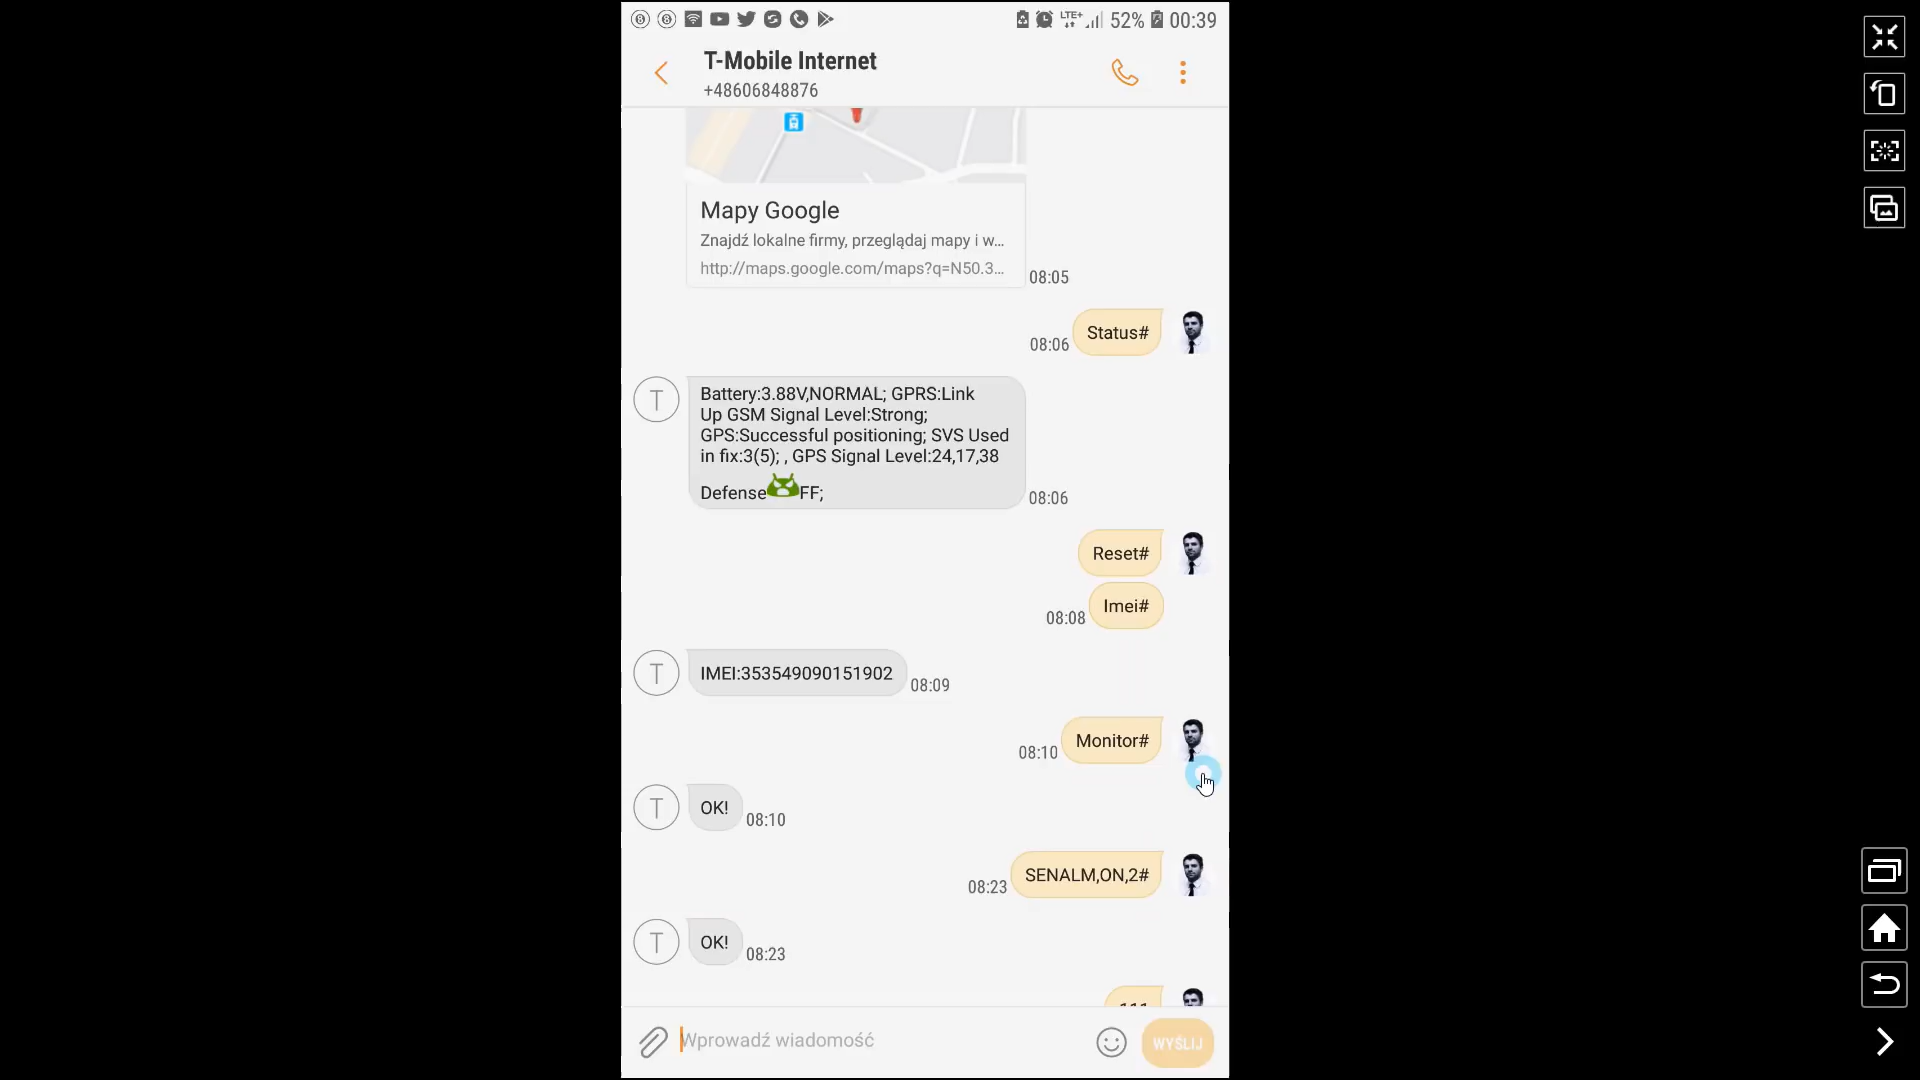 52% 00:39
T-Mobile Internet
+48606848876
Mapy Google
Znajdź lokalne firmy, przeglądaj mapy i w...
http://maps.google.com/maps?q=N50.3...
08:05
Status#
08:06
T
Battery:3.88V,NORMAL; GPRS:Link
Up GSM Signal Level:Strong;
GPS:Successful positioning; SVS Used
in fix:3(5); , GPS Signal Level:24,17,38
Defense FF;
08:06
Reset#
Imei#
08:08
T
IMEI:353549090151902
08:09
Monitor#
08:10
T
OK!
08:10
SENALM,ON,2#
08:23
T
OK!
08:23
Wprowadź wiadomość
WYŚLIJ